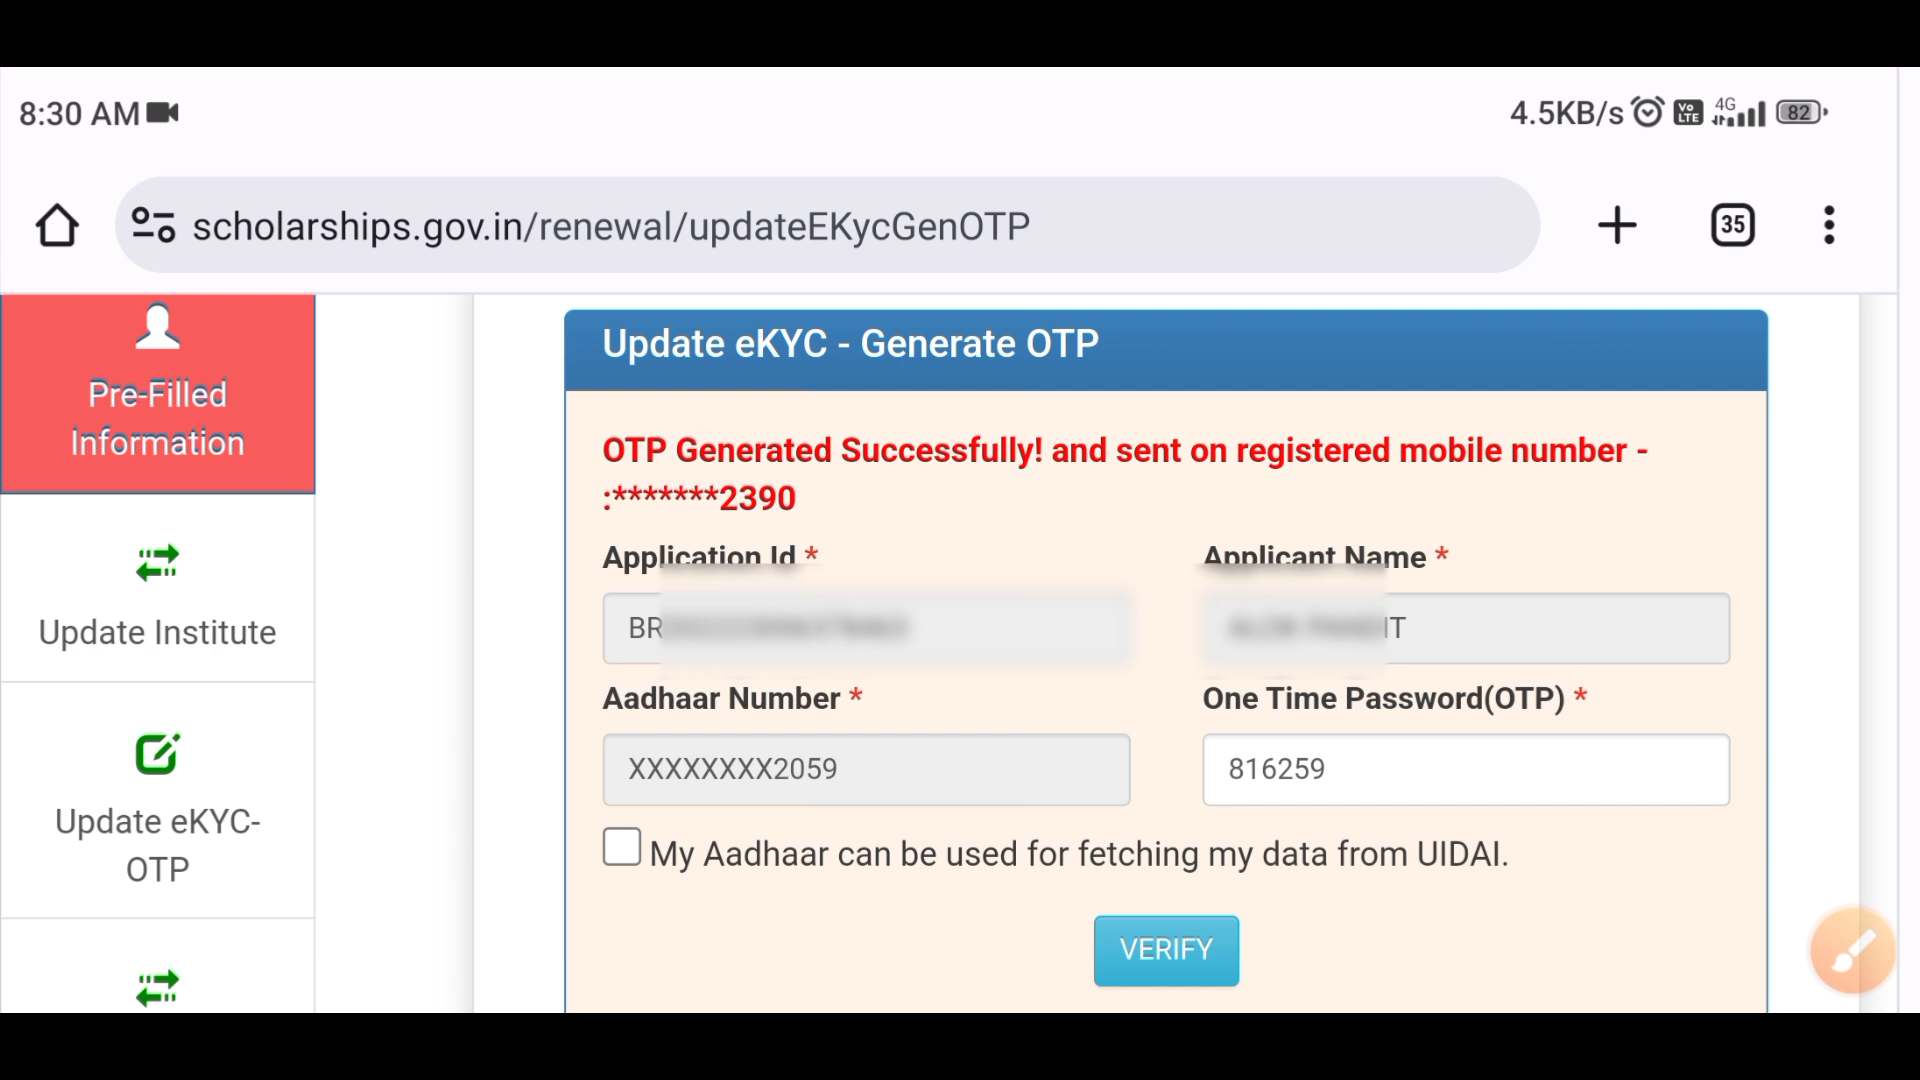 8:30 AM
4.5KB/s
Vo LTE
4G
82
scholarships.gov.in/renewal/updateEKycGenOTP
35
Pre-Filled
Information
Update Institute
Update eKYC-
OTP
Update eKYC - Generate OTP
OTP Generated Successfully! and sent on registered mobile number -
:*******2390
Application Id *
Applicant Name *
BR
IT
Aadhaar Number *
One Time Password(OTP) *
XXXXXXXX2059
816259
My Aadhaar can be used for fetching my data from UIDAI.
VERIFY